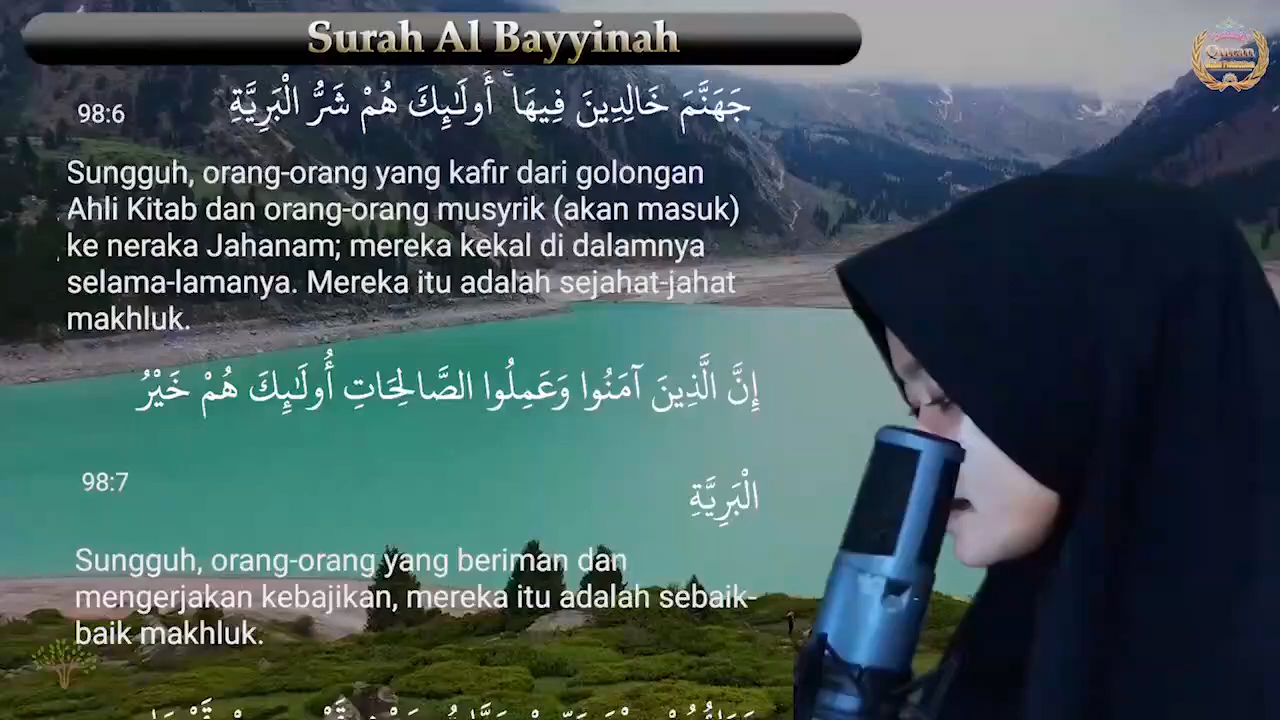 Surah Al Bayyinah
Quran
جَهَنَّمَ خَالِدِينَ فِيهَا ۚ أُولَٰئِكَ هُمْ شَرُّ الْبَرِيَّةِ
98:6
Sungguh, orang-orang yang kafir dari golongan
Ahli Kitab dan orang-orang musyrik (akan masuk)
ke neraka Jahanam; mereka kekal di dalamnya
selama-lamanya. Mereka itu adalah sejahat-jahat
makhluk.
إِنَّ الَّذِينَ آمَنُوا وَعَمِلُوا الصَّالِحَاتِ أُولَٰئِكَ هُمْ خَيْرُ
98:7
الْبَرِيَّةِ
Sungguh, orang-orang yang beriman dan
mengerjakan kebajikan, mereka itu adalah sebaik-
baik makhluk.